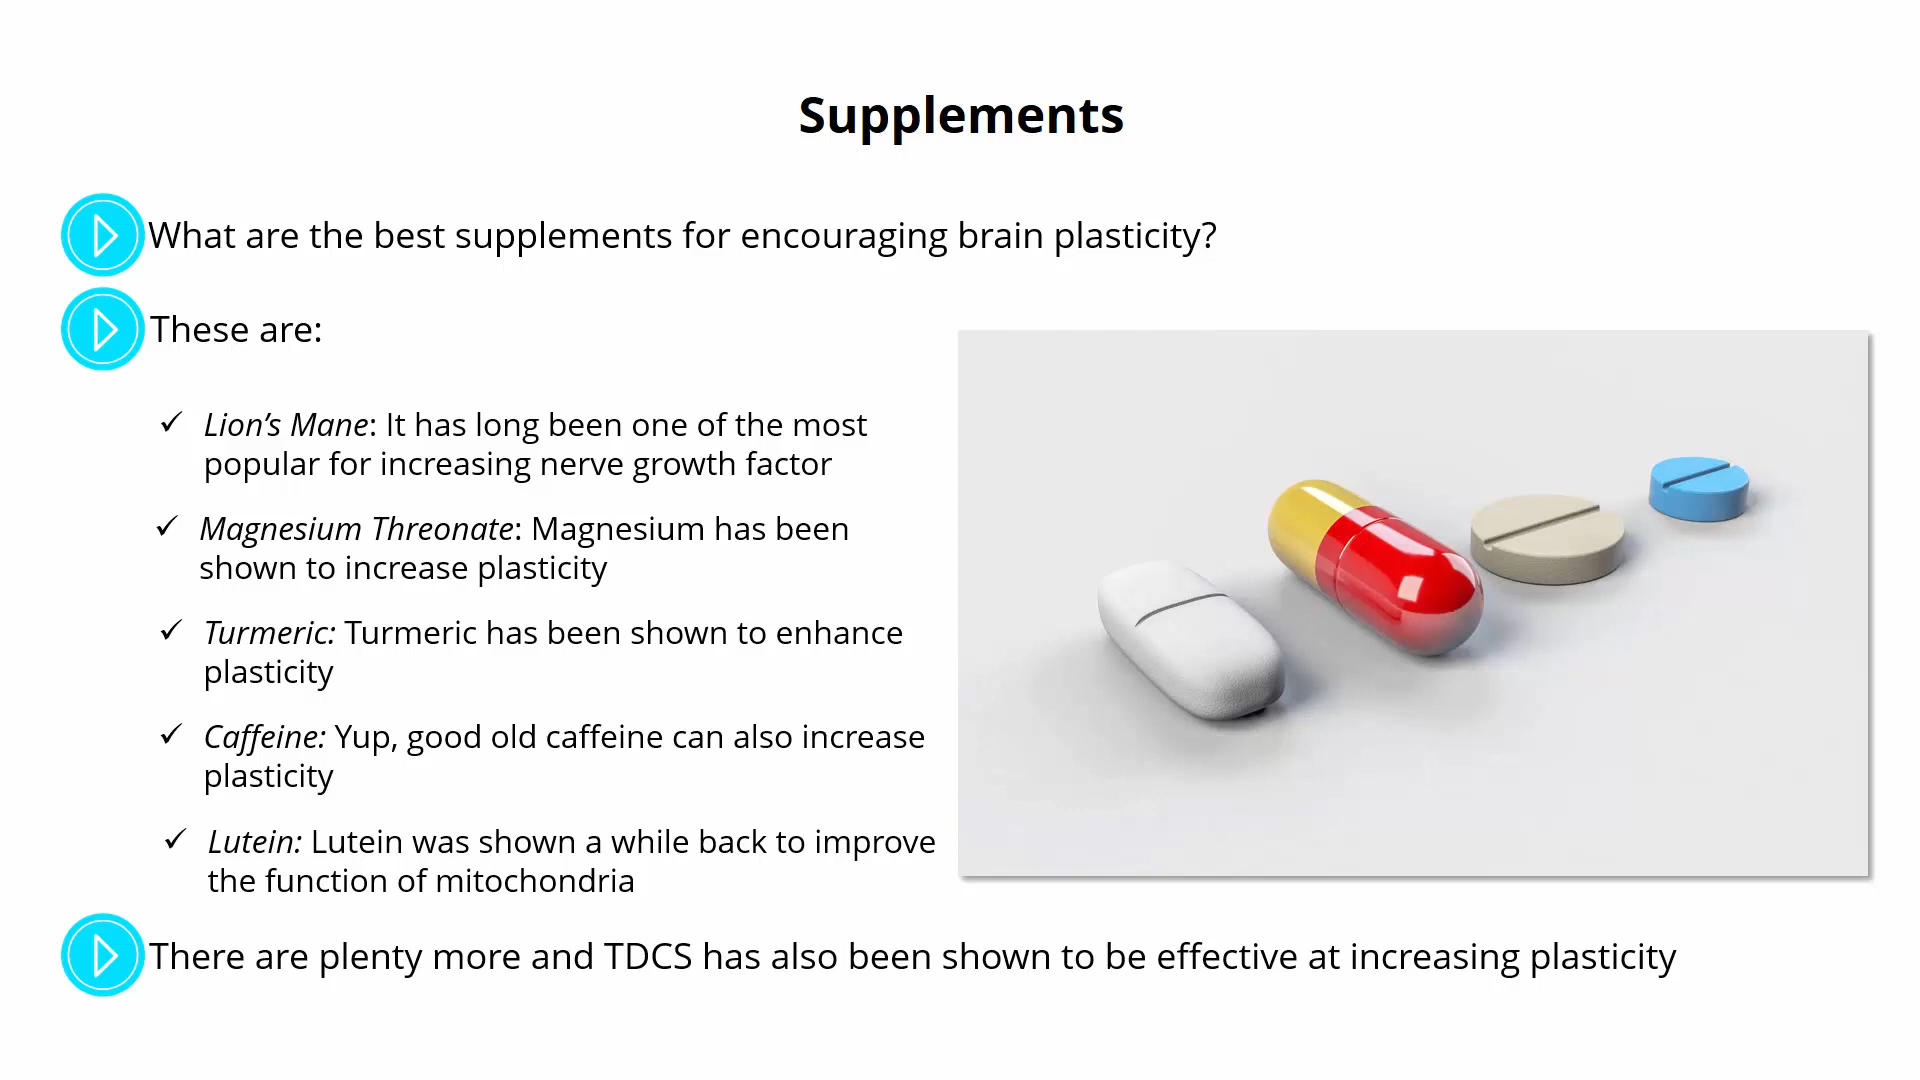 Supplements
What are the best supplements for encouraging brain plasticity?
These are:
✓ Lion’s Mane: It has long been one of the most
popular for increasing nerve growth factor
✓ Magnesium Threonate: Magnesium has been
shown to increase plasticity
✓ Turmeric: Turmeric has been shown to enhance
plasticity
✓ Caffeine: Yup, good old caffeine can also increase
plasticity
✓ Lutein: Lutein was shown a while back to improve
the function of mitochondria
There are plenty more and TDCS has also been shown to be effective at increasing plasticity